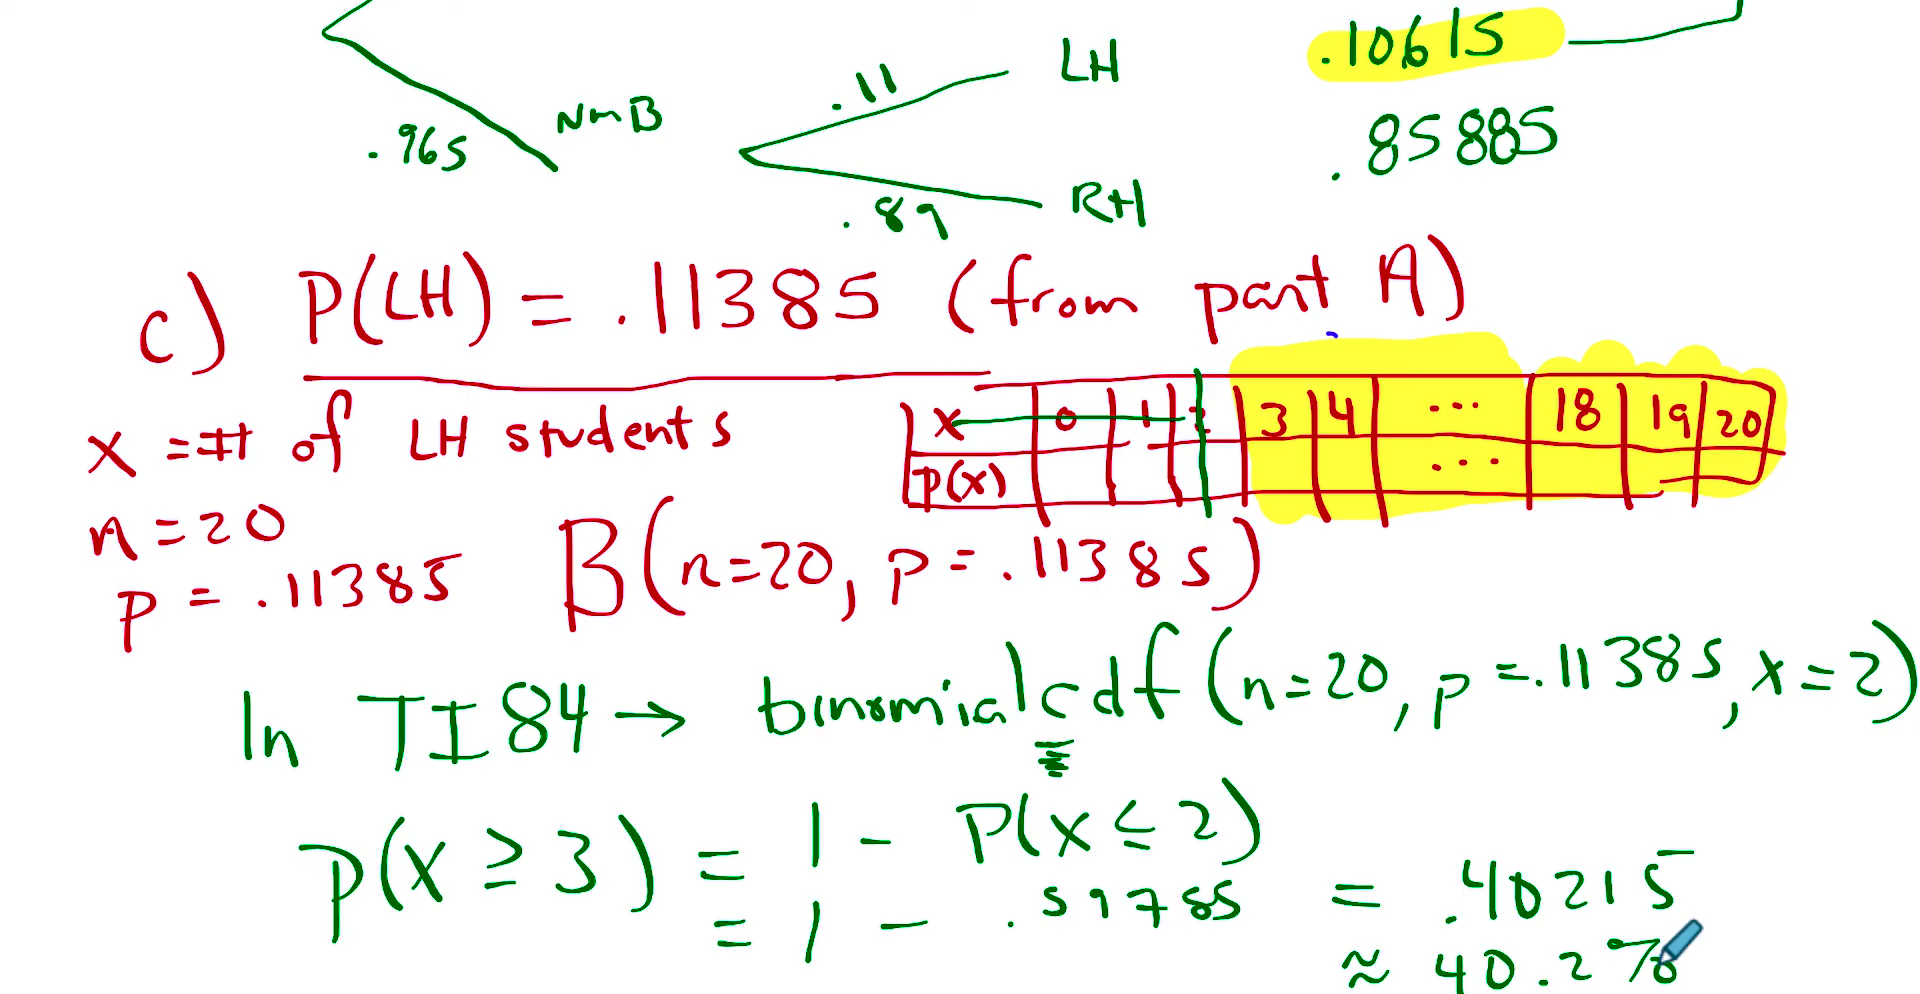 .10615
LH
.11
NmB
.965
.85885
RH
.89
c) P(LH) = .11385 (from part A)
x = # of LH students
x 0 1 2 3 4 ... 18 19 20
p(x) ...
n = 20
p = .11385
B(n=20, p=.11385)
In TI84 → binomialcdf(n=20, p=.11385, x=2)
P(x ≥ 3) = 1 - P(x ≤ 2)
= 1 - .59785 = .40215
≈ 40.2%